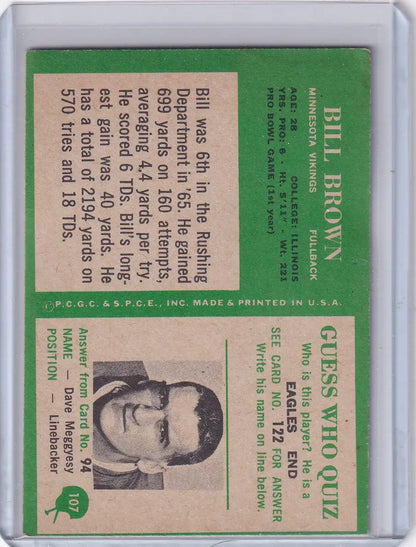 BILL BROWN
MINNESOTA VIKINGS FULLBACK
AGE: 28 COLLEGE: ILLINOIS
YRS. PRO: 6 - Ht. 5'11" - Wt. 221
PRO BOWL GAME (1st year)
Bill was 6th in the Rushing
Department in '65. He gained
699 yards on 160 attempts,
averaging 4.4 yards per try.
He scored 6 TDs. Bill's long-
est gain was 40 yards. He
has a total of 2194 yards on
570 tries and 18 TDs.
©P.C.G.C. & S.P.C.E., INC. MADE & PRINTED IN U.S.A.
GUESS WHO QUIZ
Who is this player? He is a
EAGLES END
SEE CARD NO. 122 FOR ANSWER
Write his name on line below.
Answer from Card No. 94
NAME — Dave Meggyesy
POSITION — Linebacker
107